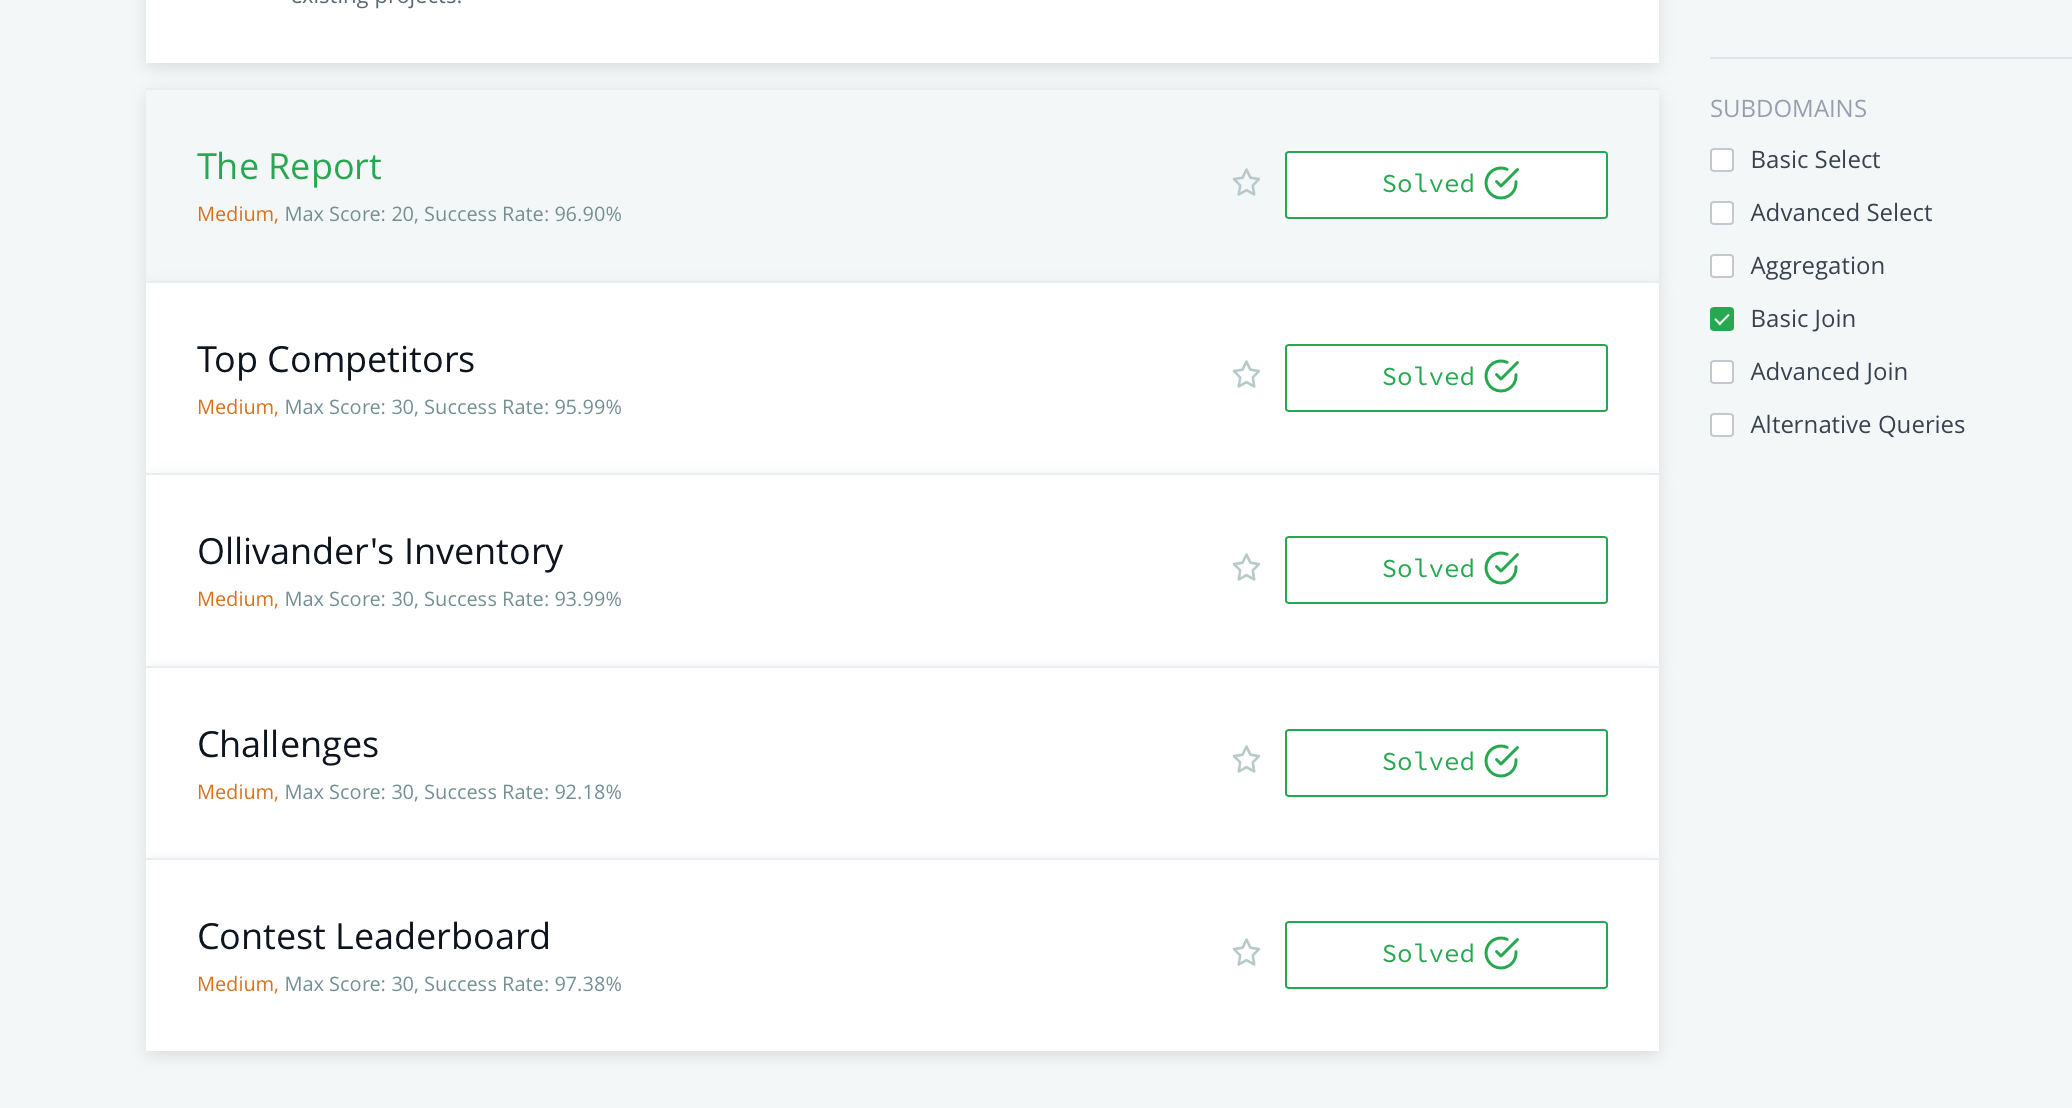 existing projects.
The Report
Medium, Max Score: 20, Success Rate: 96.90%
Solved
Top Competitors
Medium, Max Score: 30, Success Rate: 95.99%
Solved
Ollivander's Inventory
Medium, Max Score: 30, Success Rate: 93.99%
Solved
Challenges
Medium, Max Score: 30, Success Rate: 92.18%
Solved
Contest Leaderboard
Medium, Max Score: 30, Success Rate: 97.38%
Solved
SUBDOMAINS
Basic Select
Advanced Select
Aggregation
Basic Join
Advanced Join
Alternative Queries